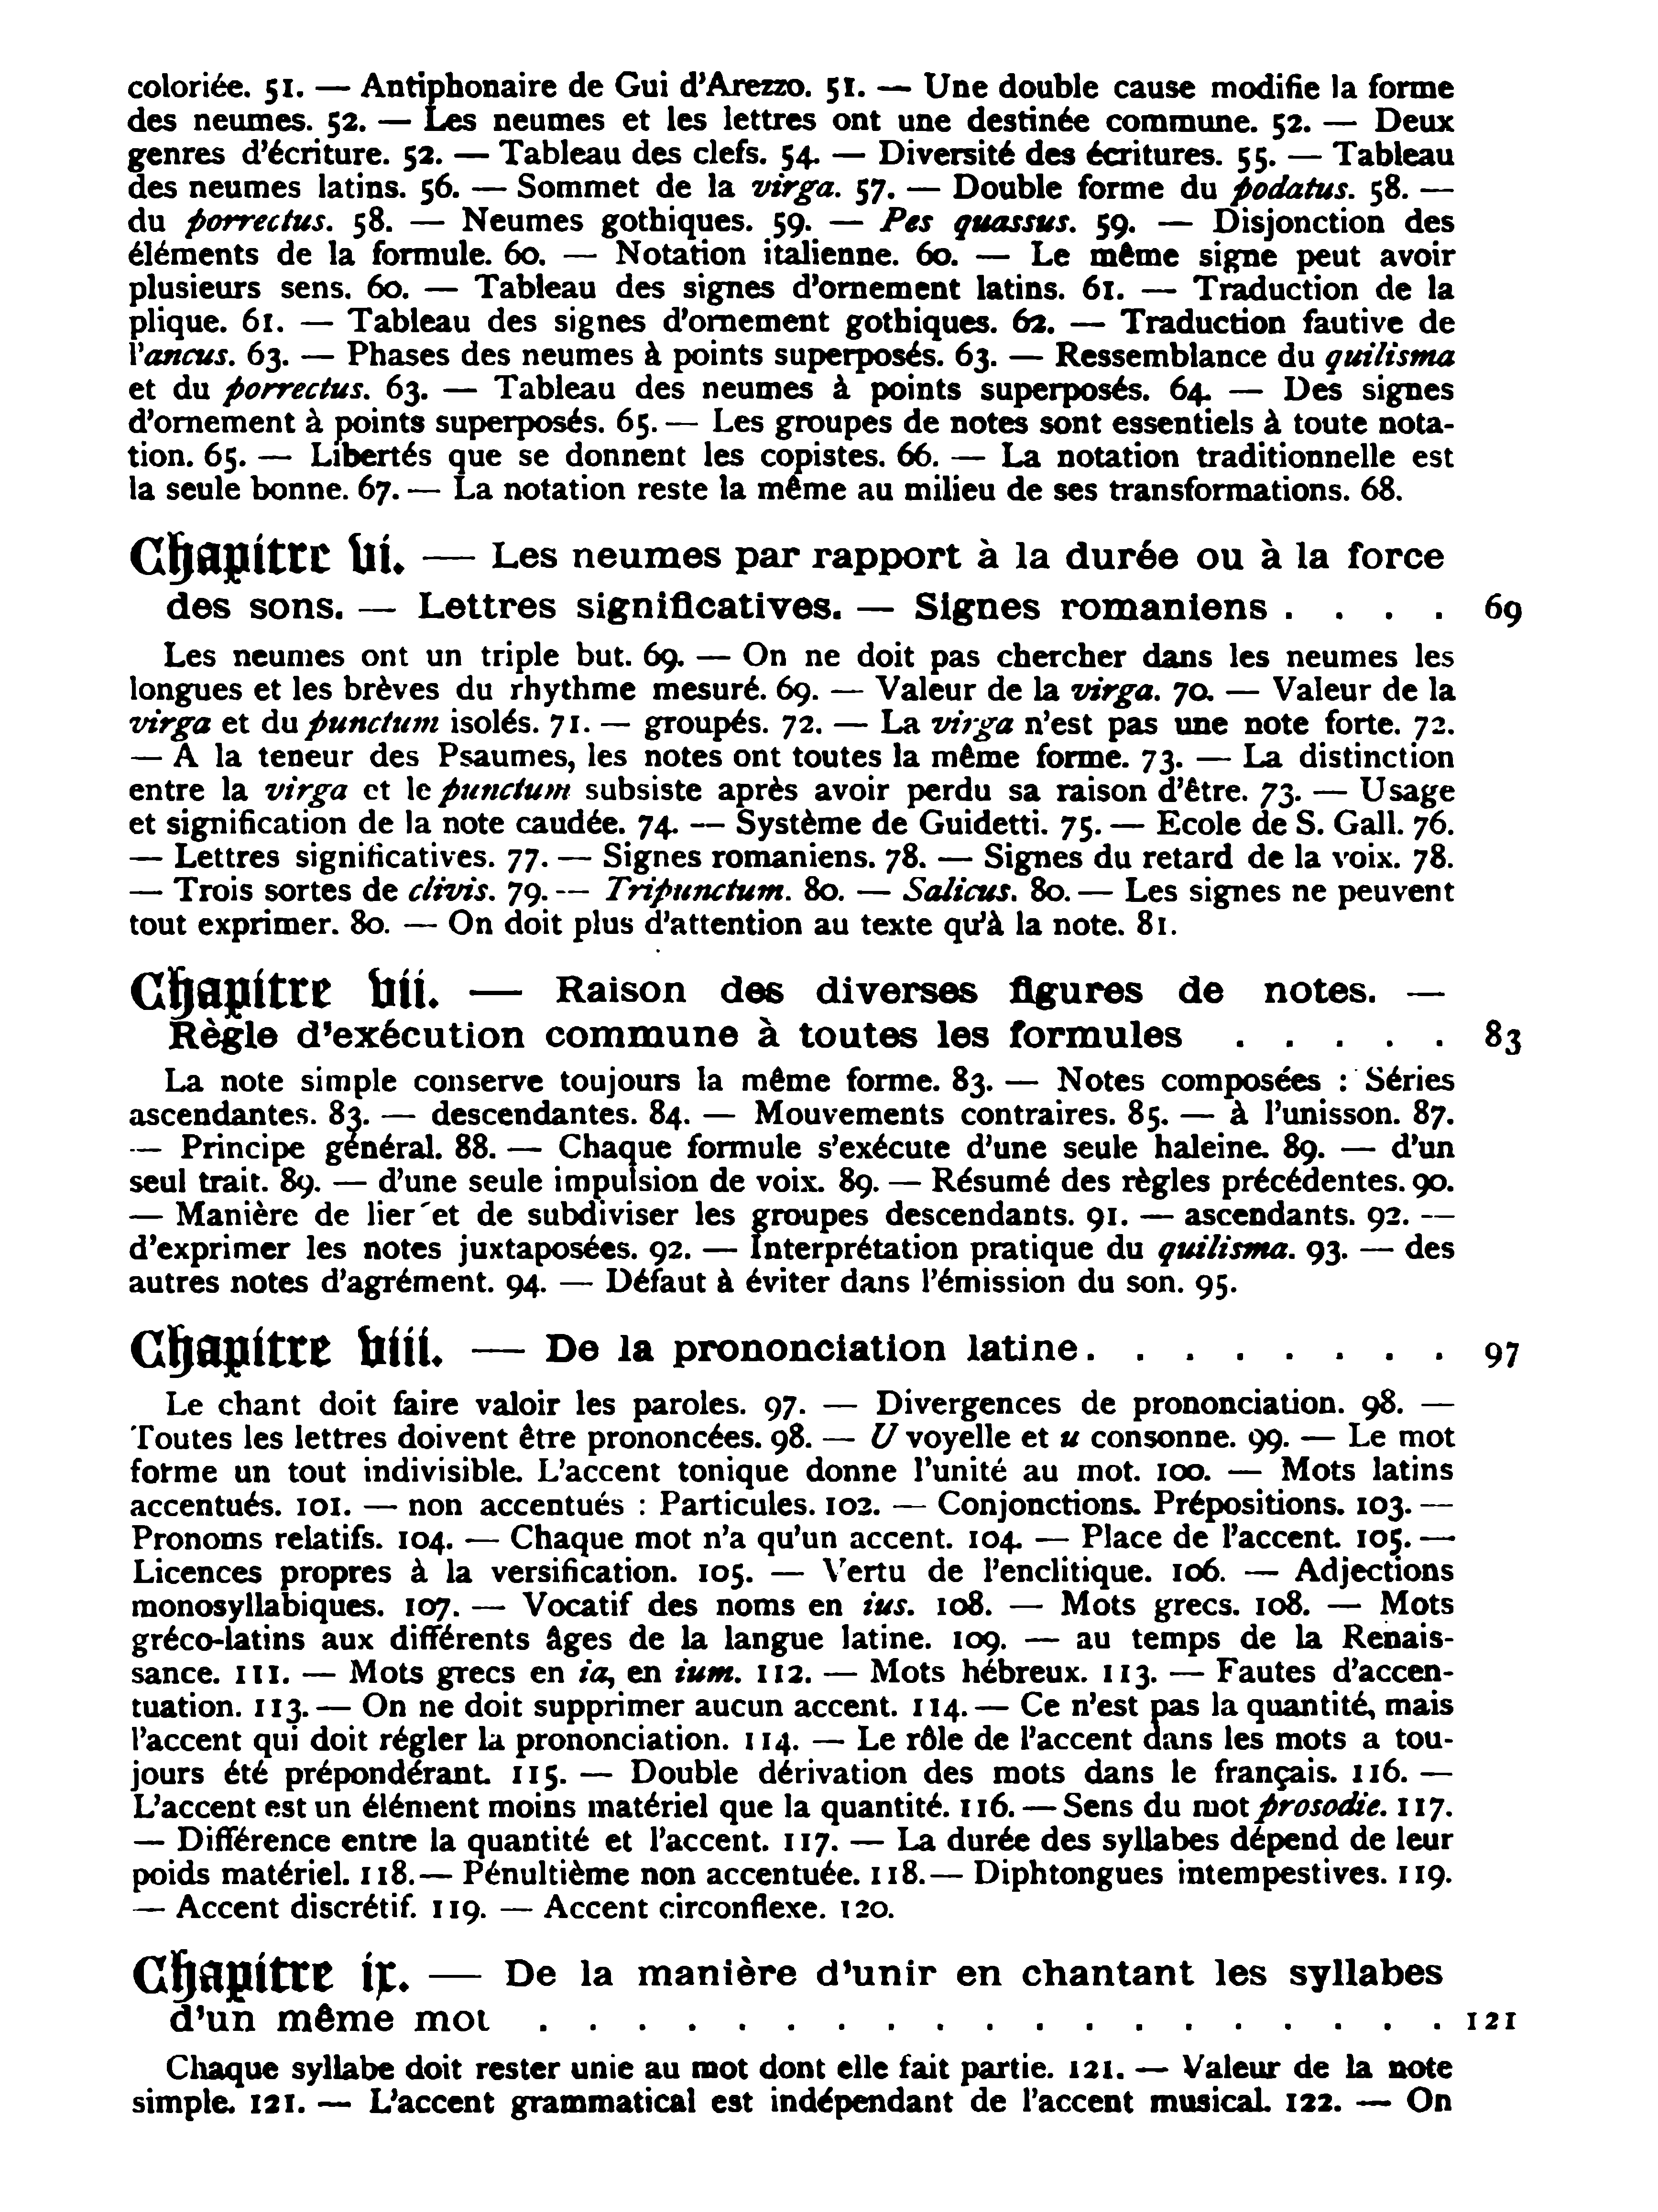 coloriée. 51. — Antiphonaire de Gui d'Arezzo. 51. — Une double cause modifie la forme
des neumes. 52. — Les neumes et les lettres ont une destinée commune. 52. — Deux
genres d'écriture. 52. — Tableau des clefs. 54. — Diversité des écritures. 55. — Tableau
des neumes latins. 56. — Sommet de la virga. 57. — Double forme du podatus. 58. —
du porrectus. 58. — Neumes gothiques. 59. — Pes quassus. 59. — Disjonction des
éléments de la formule. 60. — Notation italienne. 60. — Le même signe peut avoir
plusieurs sens. 60. — Tableau des signes d'ornement latins. 61. — Traduction de la
plique. 61. — Tableau des signes d'ornement gothiques. 62. — Traduction fautive de
l'ancus. 63. — Phases des neumes à points superposés. 63. — Ressemblance du quilisma
et du porrectus. 63. — Tableau des neumes à points superposés. 64. — Des signes
d'ornement à points superposés. 65. — Les groupes de notes sont essentiels à toute nota-
tion. 65. — Libertés que se donnent les copistes. 66. — La notation traditionnelle est
la seule bonne. 67. — La notation reste la même au milieu de ses transformations. 68.
Chapitre vi. — Les neumes par rapport à la durée ou à la force
des sons. — Lettres significatives. — Signes romaniens . . . . 69
Les neumes ont un triple but. 69. — On ne doit pas chercher dans les neumes les
longues et les brèves du rhythme mesuré. 69. — Valeur de la virga. 70. — Valeur de la
virga et du punctum isolés. 71. — groupés. 72. — La virga n'est pas une note forte. 72.
— A la teneur des Psaumes, les notes ont toutes la même forme. 73. — La distinction
entre la virga et le punctum subsiste après avoir perdu sa raison d'être. 73. — Usage
et signification de la note caudée. 74. — Système de Guidetti. 75. — Ecole de S. Gall. 76.
— Lettres significatives. 77. — Signes romaniens. 78. — Signes du retard de la voix. 78.
— Trois sortes de clivis. 79. — Tripunctum. 80. — Salicus. 80. — Les signes ne peuvent
tout exprimer. 80. — On doit plus d'attention au texte qu'à la note. 81.
Chapitre vii. — Raison des diverses figures de notes. —
Règle d'exécution commune à toutes les formules . . . . . 83
La note simple conserve toujours la même forme. 83. — Notes composées : Séries
ascendantes. 83. — descendantes. 84. — Mouvements contraires. 85. — à l'unisson. 87.
— Principe général. 88. — Chaque formule s'exécute d'une seule haleine. 89. — d'un
seul trait. 89. — d'une seule impulsion de voix. 89. — Résumé des règles précédentes. 90.
— Manière de lier et de subdiviser les groupes descendants. 91. — ascendants. 92. —
d'exprimer les notes juxtaposées. 92. — Interprétation pratique du quilisma. 93. — des
autres notes d'agrément. 94. — Défaut à éviter dans l'émission du son. 95.
Chapitre viii. — De la prononciation latine. . . . . . . . 97
Le chant doit faire valoir les paroles. 97. — Divergences de prononciation. 98. —
Toutes les lettres doivent être prononcées. 98. — U voyelle et u consonne. 99. — Le mot
forme un tout indivisible. L'accent tonique donne l'unité au mot. 100. — Mots latins
accentués. 101. — non accentués : Particules. 102. — Conjonctions. Prépositions. 103. —
Pronoms relatifs. 104. — Chaque mot n'a qu'un accent. 104. — Place de l'accent. 105. —
Licences propres à la versification. 105. — Vertu de l'enclitique. 106. — Adjections
monosyllabiques. 107. — Vocatif des noms en ius. 108. — Mots grecs. 108. — Mots
gréco-latins aux différents âges de la langue latine. 109. — au temps de la Renais-
sance. 111. — Mots grecs en ia, en ium. 112. — Mots hébreux. 113. — Fautes d'accen-
tuation. 113. — On ne doit supprimer aucun accent. 114. — Ce n'est pas la quantité, mais
l'accent qui doit régler la prononciation. 114. — Le rôle de l'accent dans les mots a tou-
jours été prépondérant. 115. — Double dérivation des mots dans le français. 116. —
L'accent est un élément moins matériel que la quantité. 116. — Sens du mot prosodie. 117.
— Différence entre la quantité et l'accent. 117. — La durée des syllabes dépend de leur
poids matériel. 118. — Pénultième non accentuée. 118. — Diphtongues intempestives. 119.
— Accent discrétif. 119. — Accent circonflexe. 120.
Chapitre ix. — De la manière d'unir en chantant les syllabes
d'un même mot . . . . . . . . . . . . . . . . . . . 121
Chaque syllabe doit rester unie au mot dont elle fait partie. 121. — Valeur de la note
simple. 121. — L'accent grammatical est indépendant de l'accent musical. 122. — On